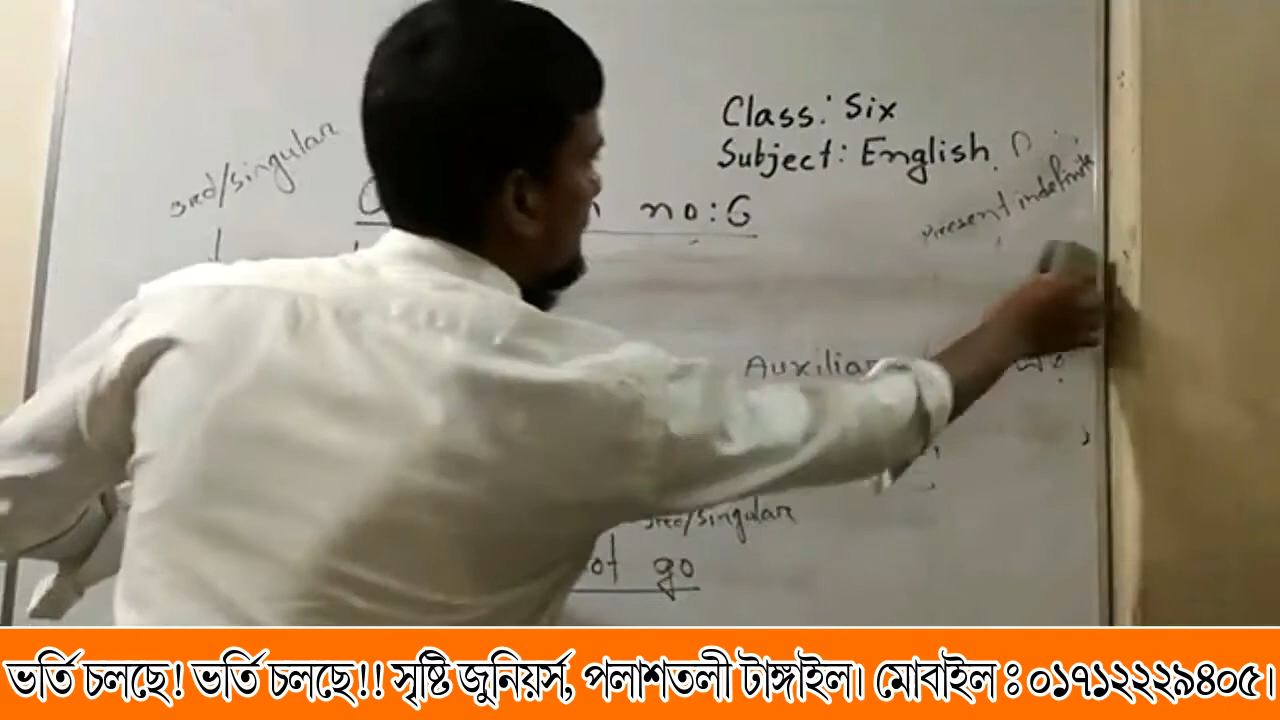 Class: Six
Subject: English
3rd/singular
no: 6
Present indefinite
3rd/singular
go
ভর্তি চলছে! ভর্তি চলছে!! সৃষ্টি জুনিয়র্স, পলাশতলী টাঙ্গাইল। মোবাইল ঃ ০১৭১২২২৯৪০৫।